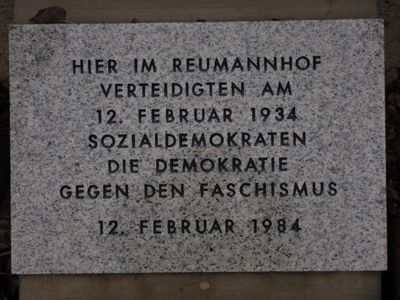 HIER IM REUMANNHOF
VERTEIDIGTEN AM
12. FEBRUAR 1934
SOZIALDEMOKRATEN
DIE DEMOKRATIE
GEGEN DEN FASCHISMUS
12. FEBRUAR 1984